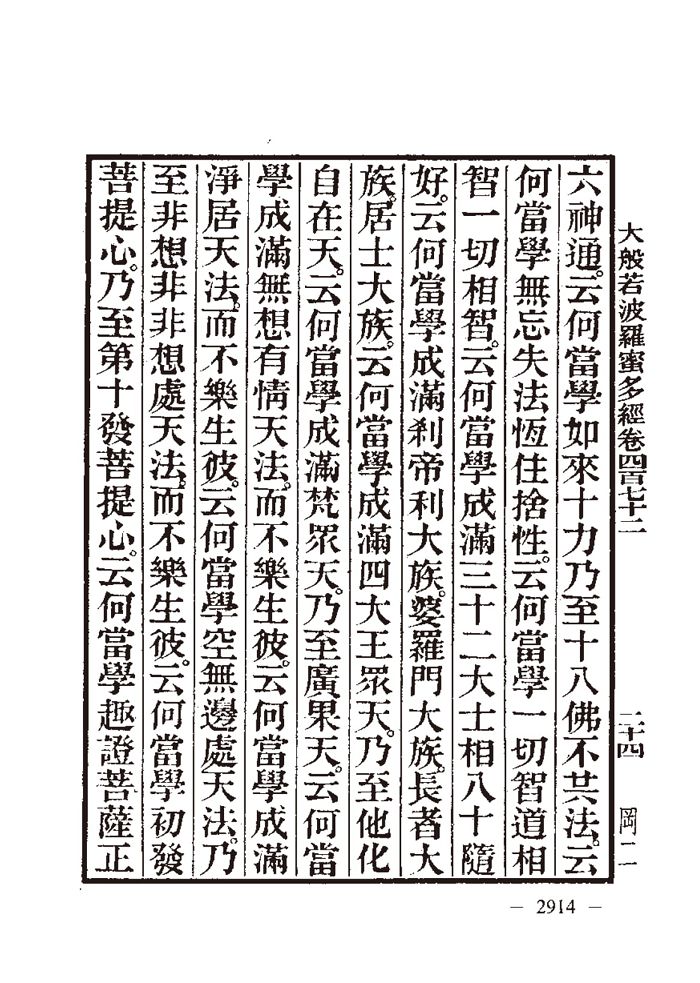 大般若波羅蜜多經卷四百七十二 二十四 岡二
六神通。云何當學如來十力乃至十八佛不共法。云
何當學無忘失法恆住捨性。云何當學一切智道相
智一切相智。云何當學成滿三十二大士相八十隨
好。云何當學成滿剎帝利大族。婆羅門大族。長者大
族。居士大族。云何當學成滿四大王眾天。乃至他化
自在天。云何當學成滿梵眾天。乃至廣果天。云何當
學成滿無想有情天法。而不樂生彼。云何當學成滿
淨居天法。而不樂生彼。云何當學空無邊處天法。乃
至非想非非想處天法。而不樂生彼。云何當學初發
菩提心。乃至第十發菩提心。云何當學趣證菩薩正
— 2914 —